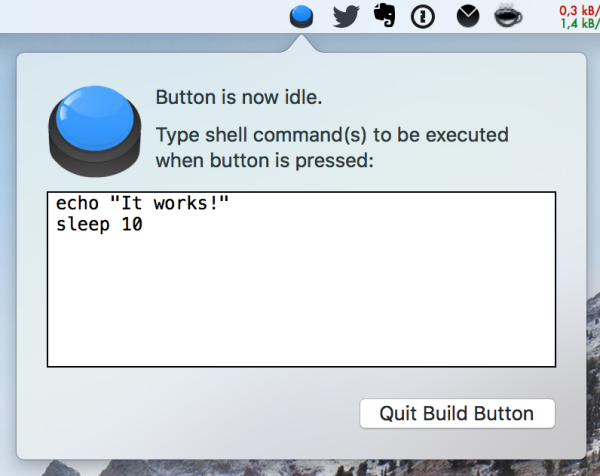 0,3 kB/
1,4 kB/
Button is now idle.
Type shell command(s) to be executed
when button is pressed:
echo "It works!"
sleep 10
Quit Build Button